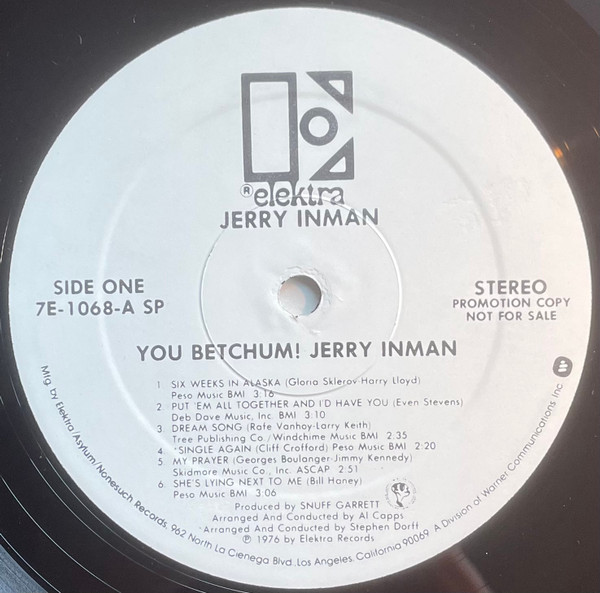 ® elektra
JERRY INMAN
SIDE ONE
7E-1068-A SP
STEREO
PROMOTION COPY
NOT FOR SALE
YOU BETCHUM! JERRY INMAN
1 SIX WEEKS IN ALASKA (Gloria Sklerov-Harry Lloyd)
Peso Music BMI 3:16
2 PUT 'EM ALL TOGETHER AND I'D HAVE YOU (Even Stevens)
Deb Dave Music, Inc. BMI 3:10
3 DREAM SONG (Rafe Vanhoy-Larry Keith)
Tree Publishing Co./Windchime Music BMI 2:35
4 *SINGLE AGAIN (Cliff Crofford) Peso Music BMI 2:20
5 MY PRAYER (Georges Boulanger-Jimmy Kennedy)
Skidmore Music Co., Inc. ASCAP 2:51
6 SHE'S LYING NEXT TO ME (Bill Haney)
Peso Music BMI 3:06
Produced by SNUFF GARRETT
Arranged And Conducted by Al Capps
*Arranged And Conducted by Stephen Dorff
℗ 1976 by Elektra Records
Mfg. by Elektra/Asylum/Nonesuch Records, 962 North La Cienega Blvd., Los Angeles, California 90069 A Division of Warner Communications Inc